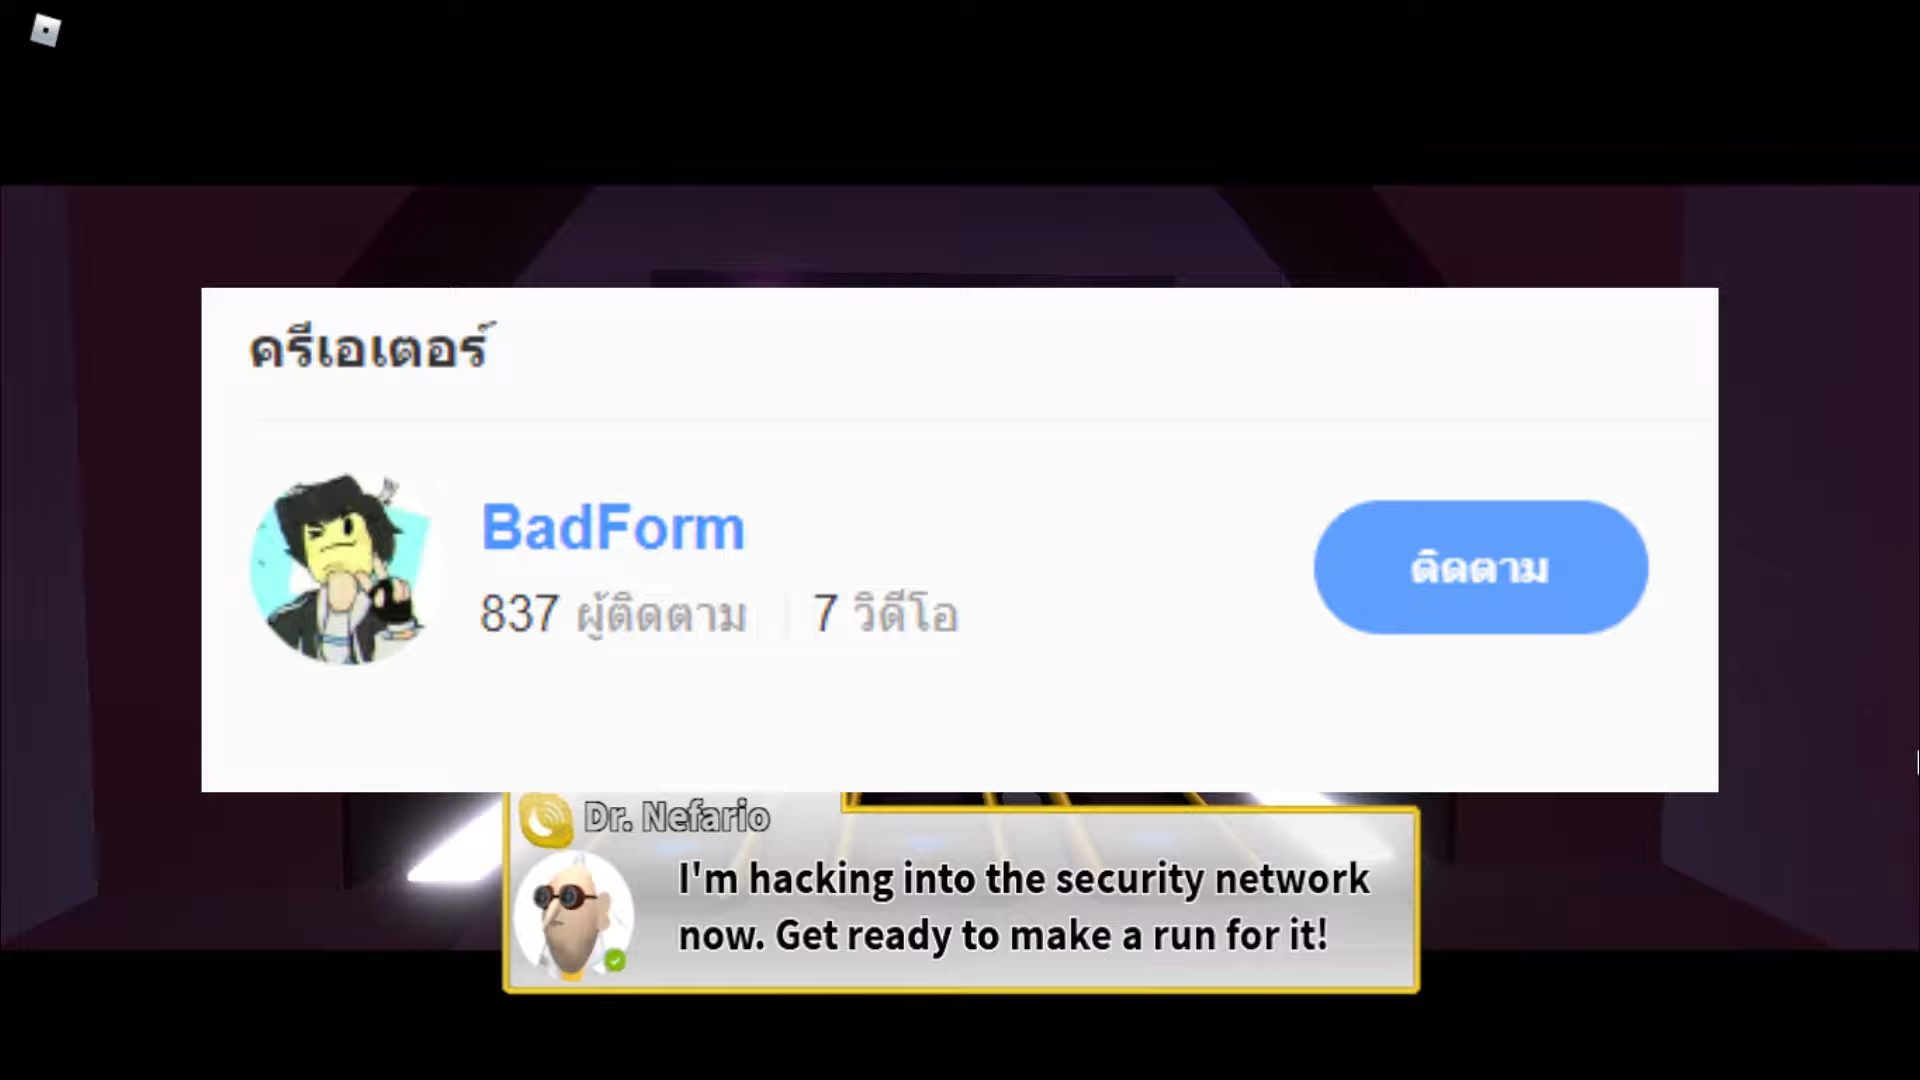 ครีเอเตอร์
BadForm
837 ผู้ติดตาม 7 วิดีโอ
ติดตาม
Dr. Nefario
I'm hacking into the security network
now. Get ready to make a run for it!